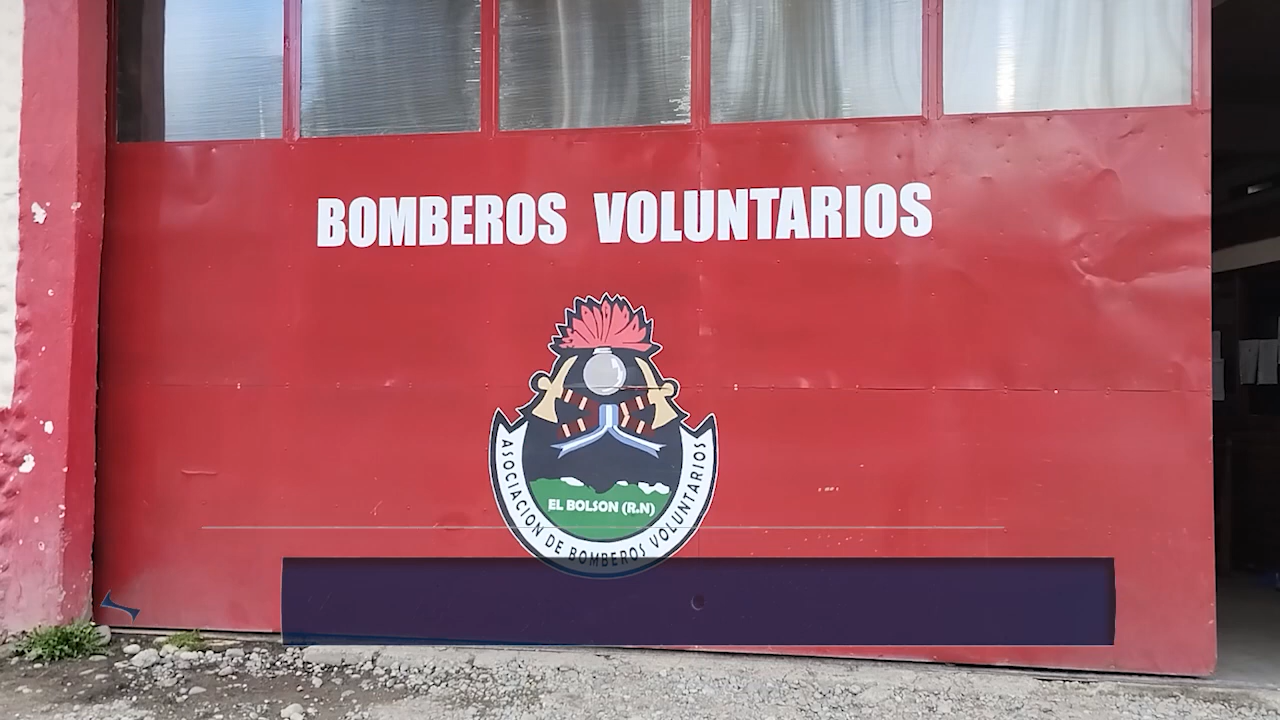 BOMBEROS VOLUNTARIOS
EL BOLSON (R.N)
ASOCIACION DE BOMBEROS VOLUNTARIOS